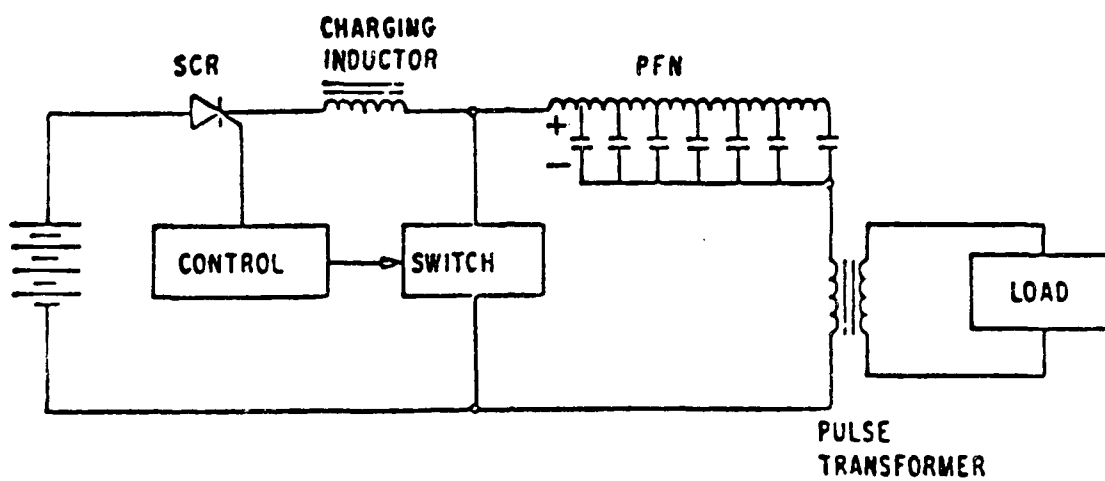 CHARGING
INDUCTOR
SCR
PFN
+
−
CONTROL
SWITCH
LOAD
PULSE
TRANSFORMER